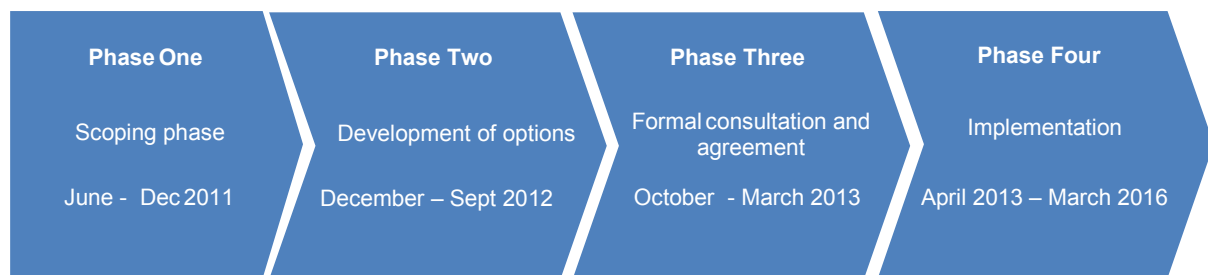 Phase One
Scoping phase
June - Dec 2011
Phase Two
Development of options
December – Sept 2012
Phase Three
Formal consultation and
agreement
October - March 2013
Phase Four
Implementation
April 2013 – March 2016